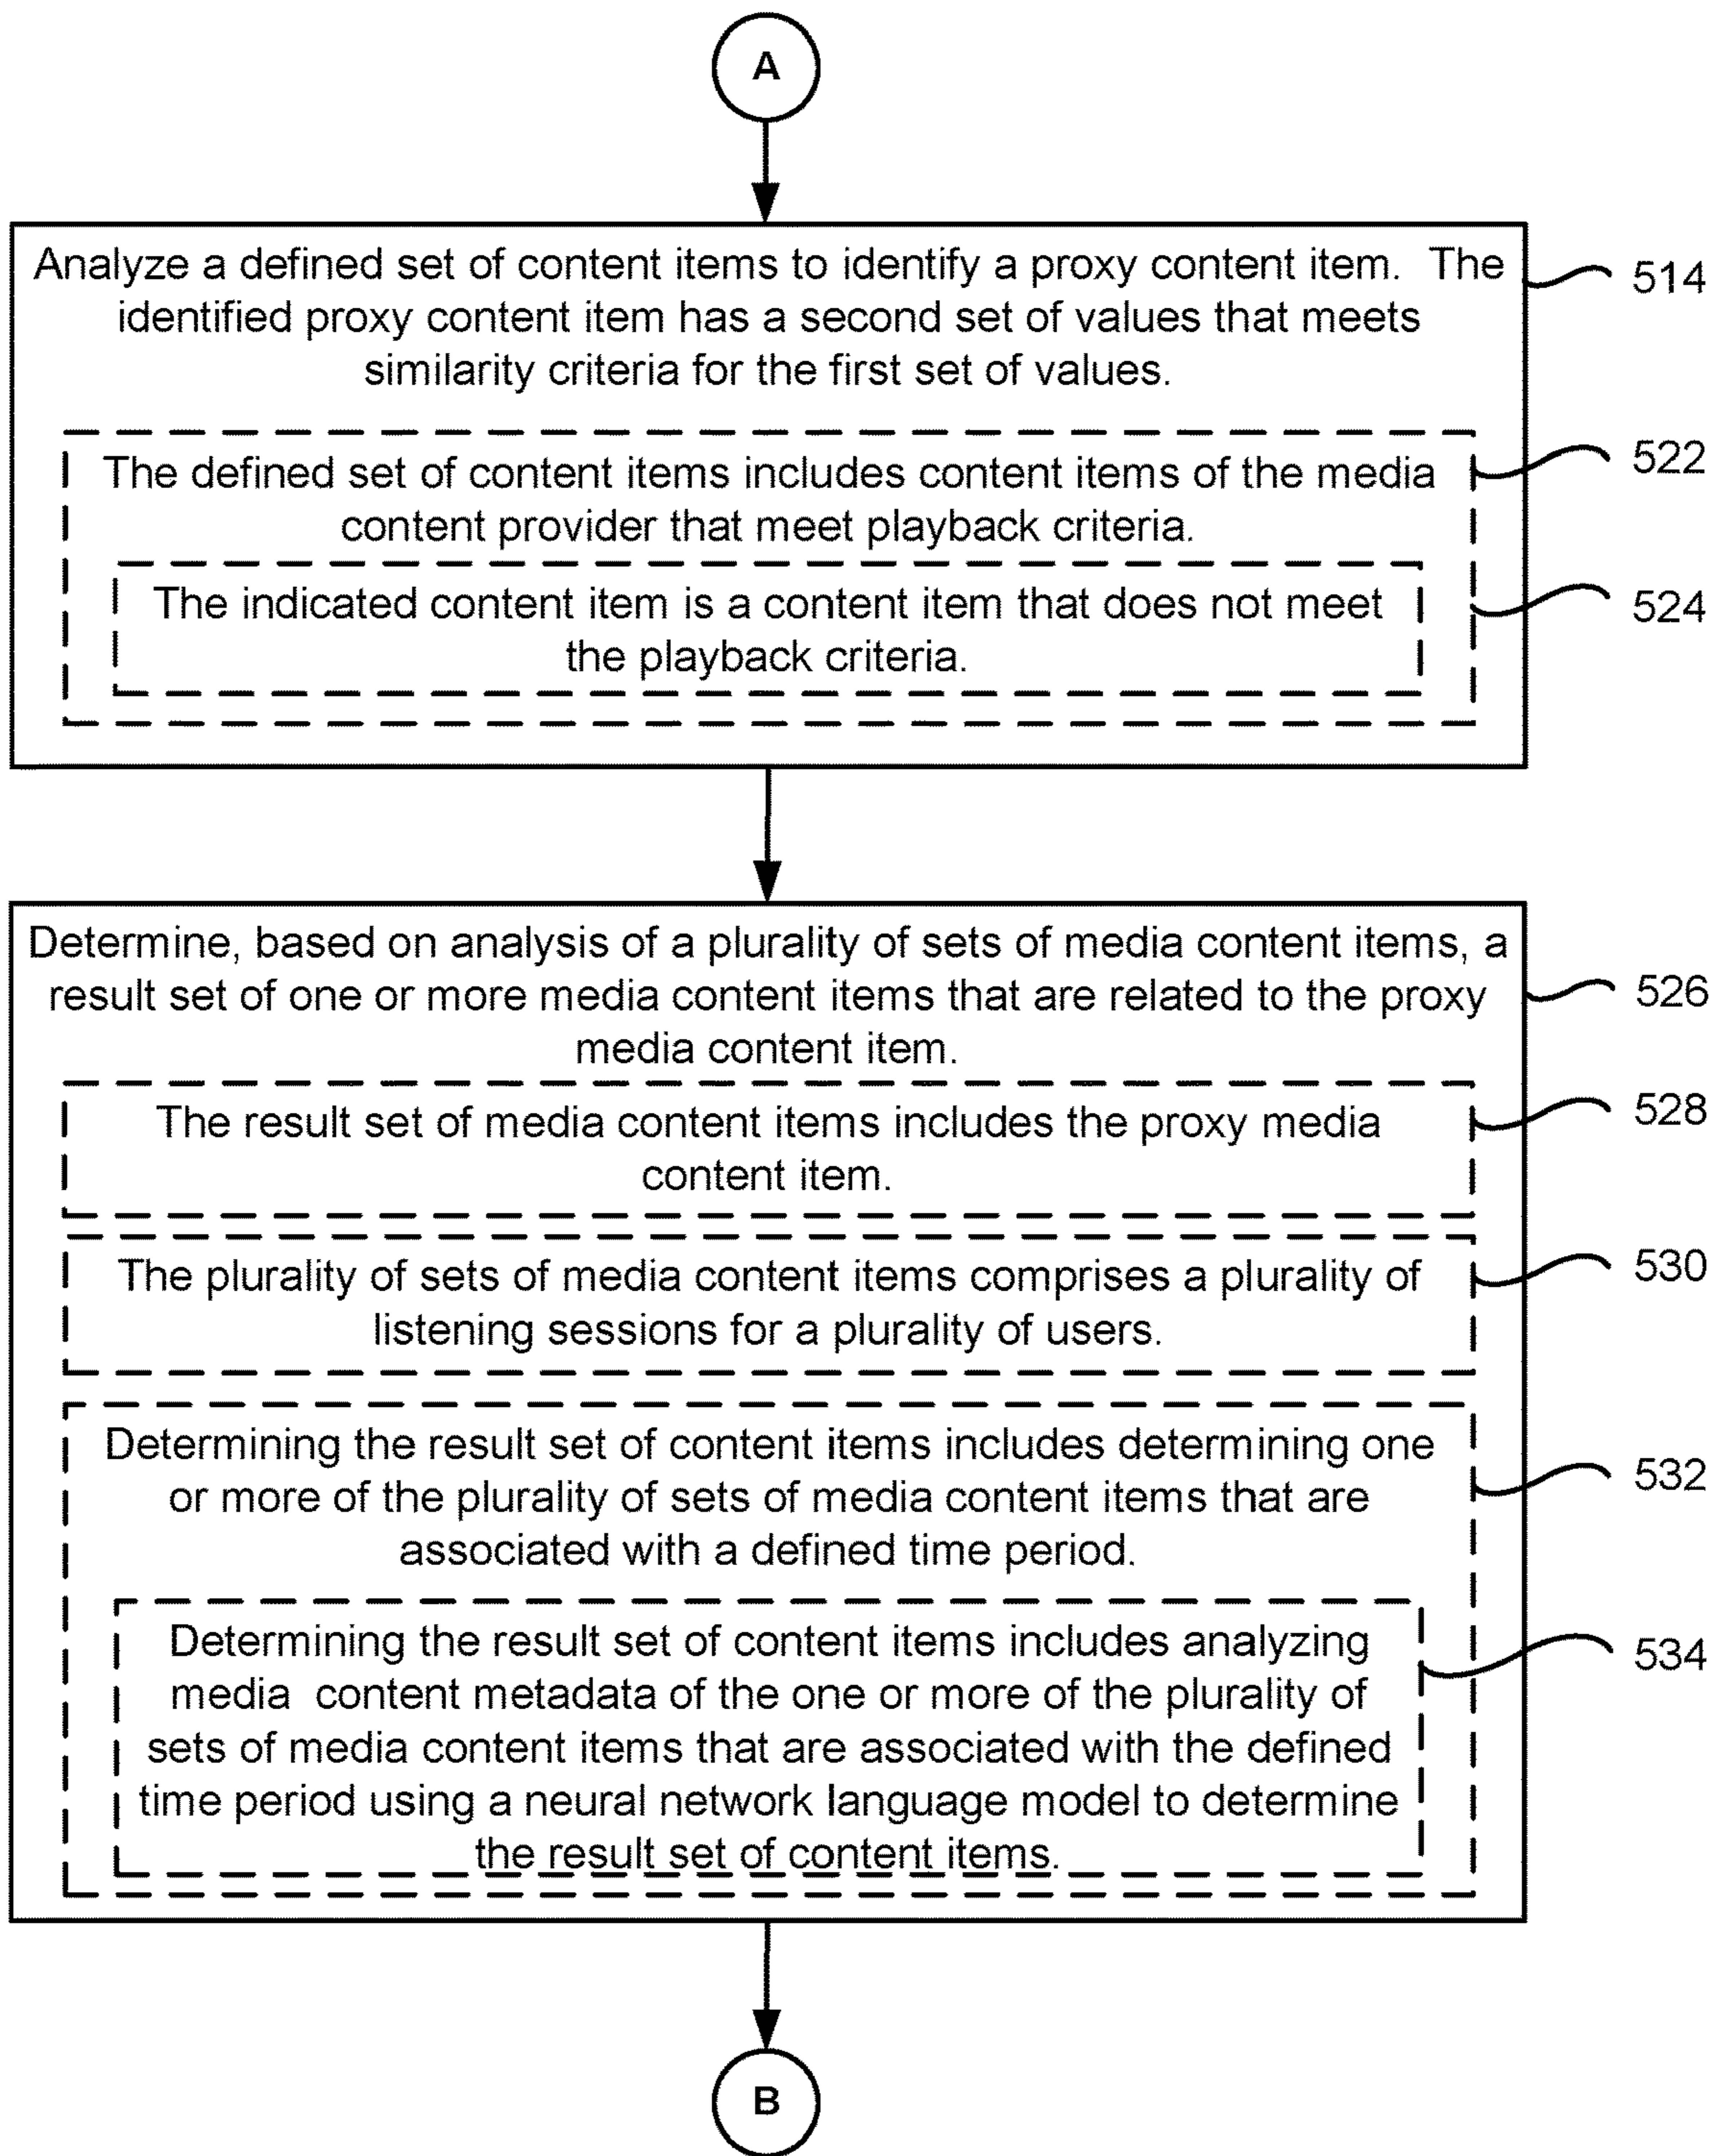 A
Analyze a defined set of content items to identify a proxy content item.  The
identified proxy content item has a second set of values that meets
similarity criteria for the first set of values.
514
The defined set of content items includes content items of the media
content provider that meet playback criteria.
522
The indicated content item is a content item that does not meet
the playback criteria.
524
Determine, based on analysis of a plurality of sets of media content items, a
result set of one or more media content items that are related to the proxy
media content item.
526
The result set of media content items includes the proxy media
content item.
528
The plurality of sets of media content items comprises a plurality of
listening sessions for a plurality of users.
530
Determining the result set of content items includes determining one
or more of the plurality of sets of media content items that are
associated with a defined time period.
532
Determining the result set of content items includes analyzing
media  content metadata of the one or more of the plurality of
sets of media content items that are associated with the defined
time period using a neural network language model to determine
the result set of content items.
534
B